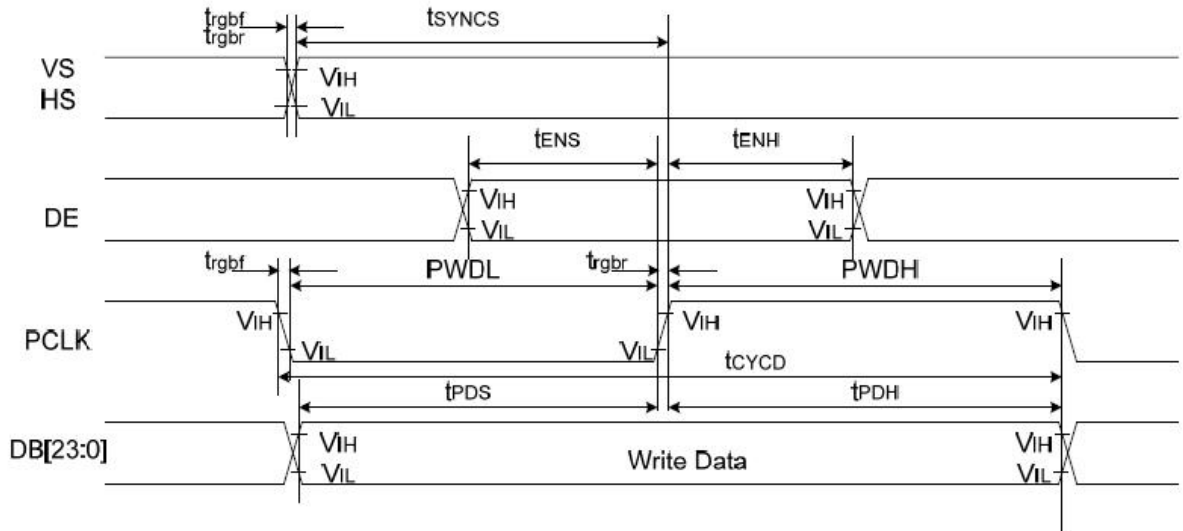 trgbf
trgbr
tSYNCS
VS
HS
VIH
VIL
tENS
tENH
DE
VIH
VIL
VIH
VIL
trgbf
PWDL
trgbr
PWDH
PCLK
VIH
VIL
VIL
VIH
VIH
tCYCD
tPDS
tPDH
DB[23:0]
VIH
VIL
Write Data
VIH
VIL